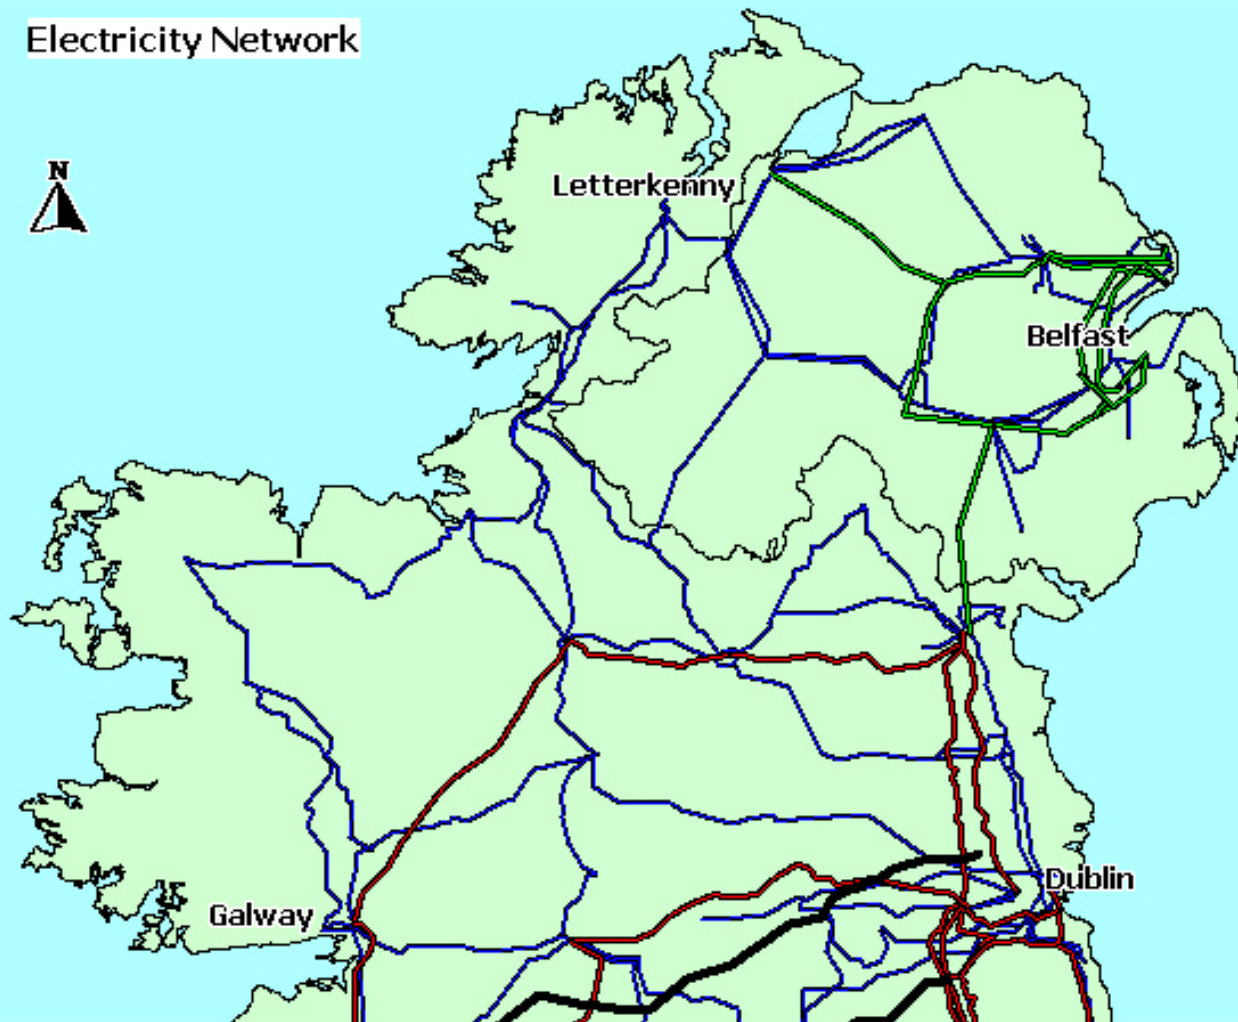 Electricity Network
N
Letterkenny
Belfast
Dublin
Galway